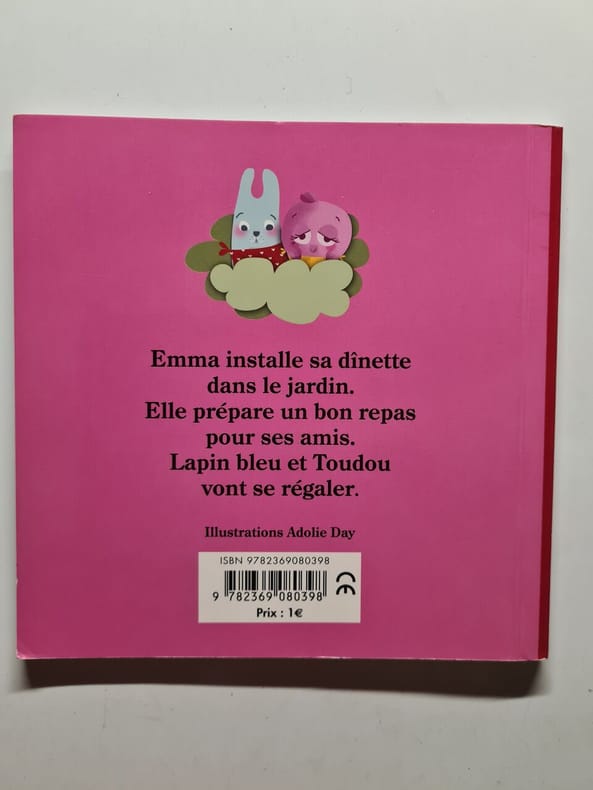 Emma installe sa dînette
dans le jardin.
Elle prépare un bon repas
pour ses amis.
Lapin bleu et Toudou
vont se régaler.
Illustrations Adolie Day
ISBN 9782369080398
9 782369 080398
CE
Prix : 1€